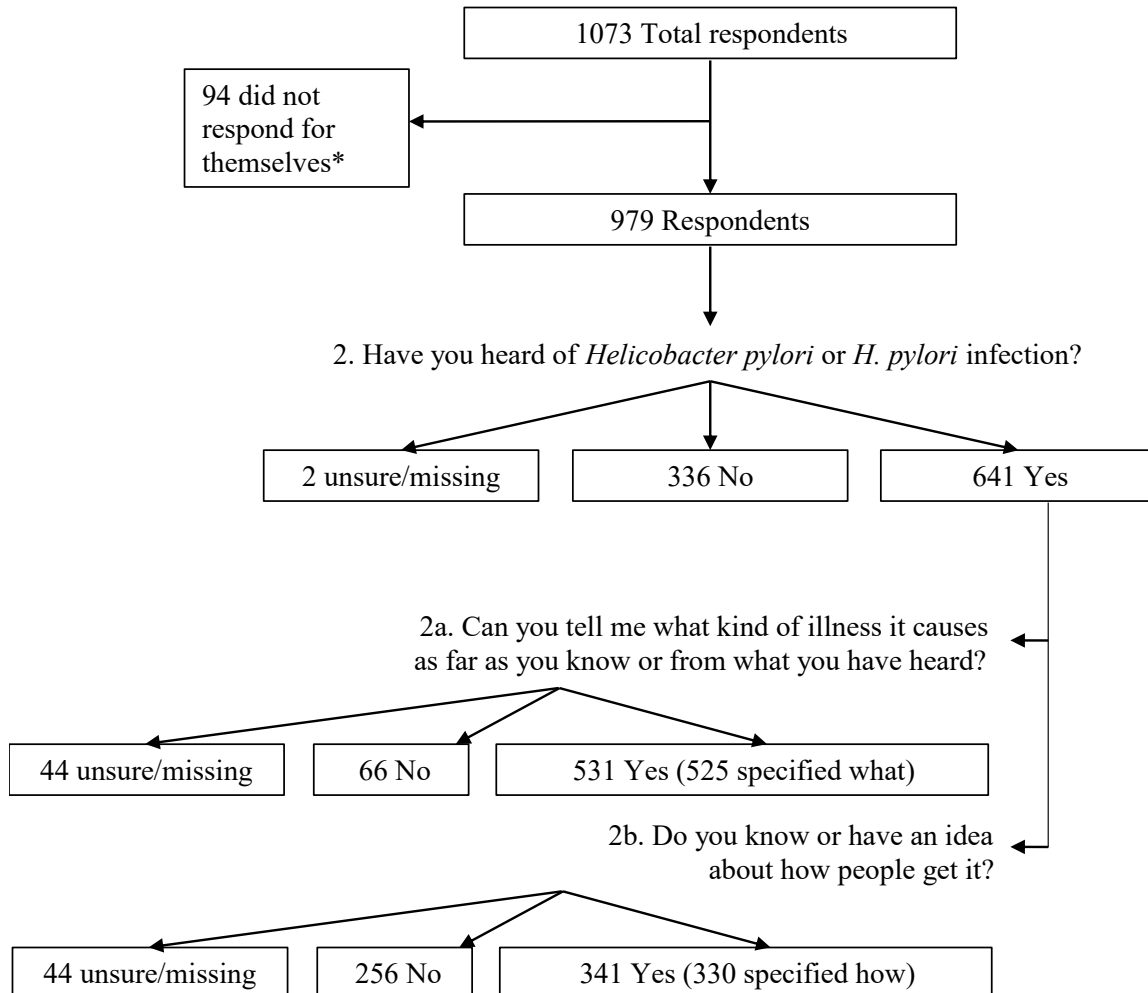 1073 Total respondents
94 did not
respond for
themselves*
979 Respondents
2. Have you heard of Helicobacter pylori or H. pylori infection?
2 unsure/missing
336 No
641 Yes
2a. Can you tell me what kind of illness it causes
as far as you know or from what you have heard?
44 unsure/missing
66 No
531 Yes (525 specified what)
2b. Do you know or have an idea
about how people get it?
44 unsure/missing
256 No
341 Yes (330 specified how)